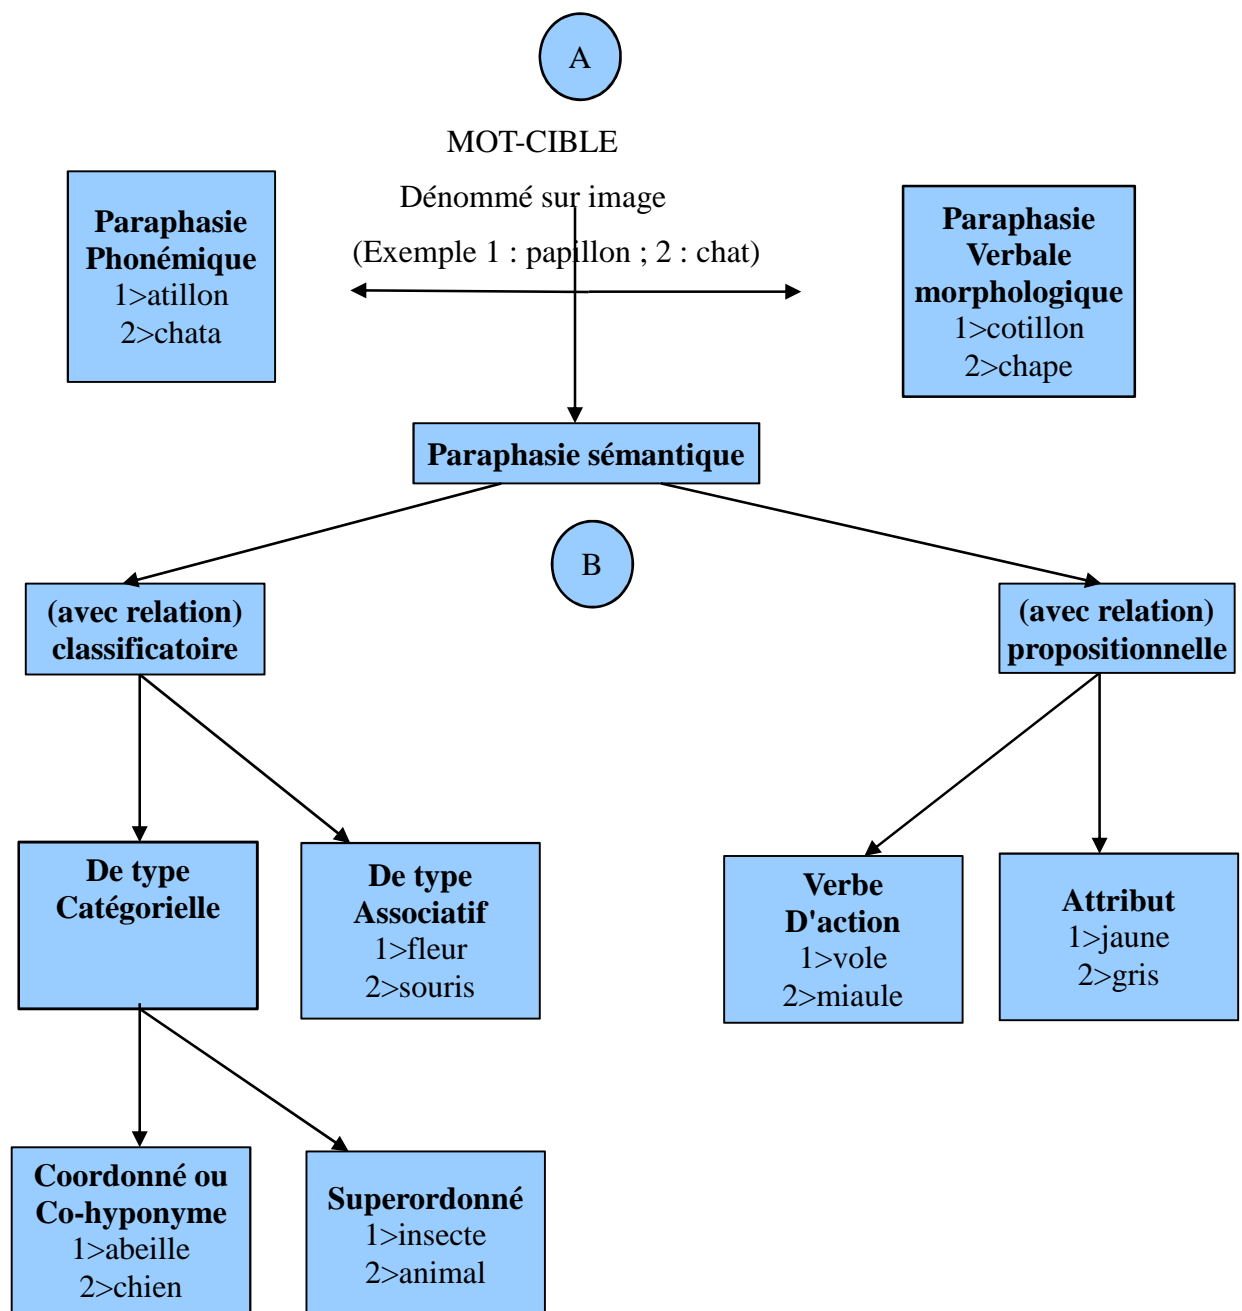 A
MOT-CIBLE
Dénommé sur image
(Exemple 1 : papillon ; 2 : chat)
Paraphasie
Phonémique
1>atillon
2>chata
Paraphasie
Verbale
morphologique
1>cotillon
2>chape
Paraphasie sémantique
B
(avec relation)
classificatoire
(avec relation)
propositionnelle
De type
Catégorielle
De type
Associatif
1>fleur
2>souris
Verbe
D'action
1>vole
2>miaule
Attribut
1>jaune
2>gris
Coordonné ou
Co-hyponyme
1>abeille
2>chien
Superordonné
1>insecte
2>animal